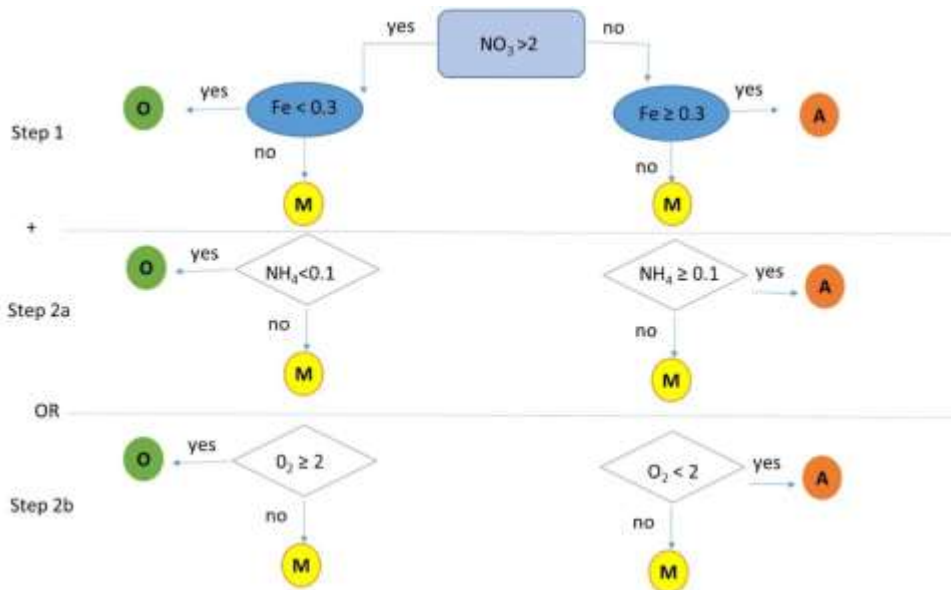 yes
NO₃ >2
no
O
yes
Fe < 0.3
Fe ≥ 0.3
yes
A
Step 1
no
no
M
M
+
O
yes
NH₄<0.1
NH₄ ≥ 0.1
yes
A
Step 2a
no
no
M
M
OR
O
yes
0₂ ≥ 2
O₂ < 2
yes
A
Step 2b
no
no
M
M